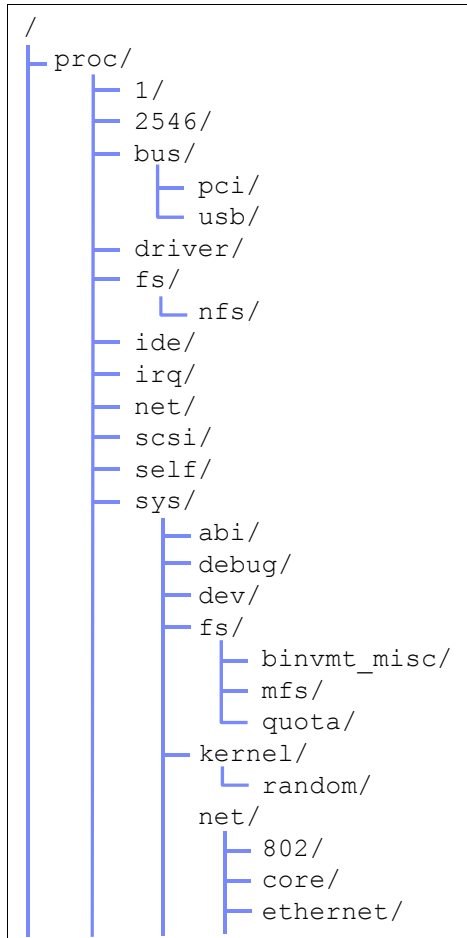 /
proc/
1/
2546/
bus/
pci/
usb/
driver/
fs/
nfs/
ide/
irq/
net/
scsi/
self/
sys/
abi/
debug/
dev/
fs/
binvmt_misc/
mfs/
quota/
kernel/
random/
net/
802/
core/
ethernet/